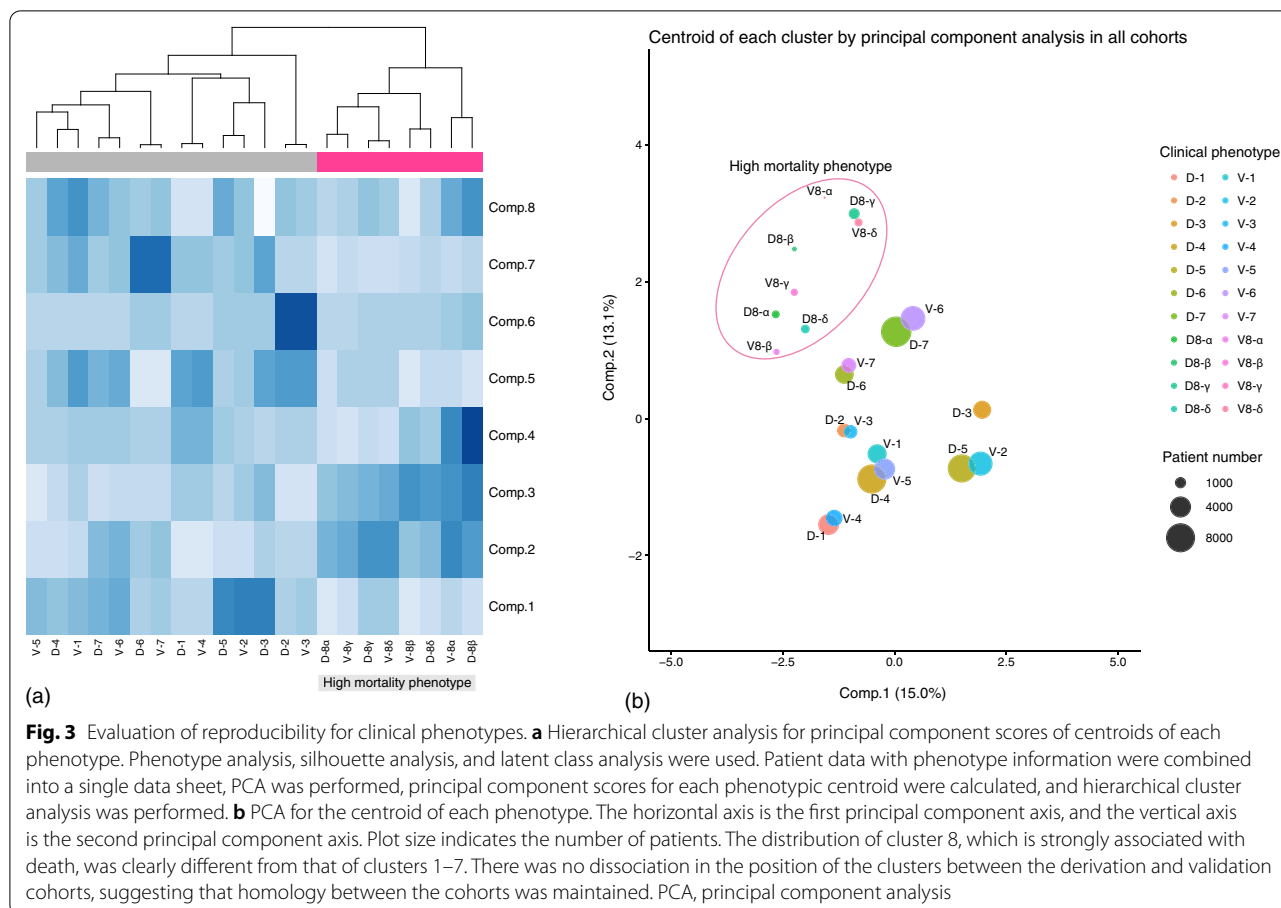 Comp.8
Comp.7
Comp.6
Comp.5
Comp.4
Comp.3
Comp.2
Comp.1
V-5 D-4 V-1 D-7 V-6 D-6 V-7 D-1 V-4 D-5 V-2 D-3 D-2 V-3 D-8α V-8γ D-8γ V-8δ V-8β D-8δ V-8α D-8β
High mortality phenotype
(a)
Centroid of each cluster by principal component analysis in all cohorts
4
2
0
−2
Comp.2 (13.1%)
High mortality phenotype
V8-α
D8-γ
V8-δ
D8-β
V8-γ
D8-α
D8-δ
V8-β
V-6
D-7
V-7
D-6
D-3
D-2
V-3
V-1
D-5
V-2
V-5
D-4
V-4
D-1
−5.0 −2.5 0.0 2.5 5.0
Comp.1 (15.0%)
(b)
Clinical phenotype
D-1 V-1
D-2 V-2
D-3 V-3
D-4 V-4
D-5 V-5
D-6 V-6
D-7 V-7
D8-α V8-α
D8-β V8-β
D8-γ V8-γ
D8-δ V8-δ
Patient number
1000
4000
8000
Fig. 3 Evaluation of reproducibility for clinical phenotypes. a Hierarchical cluster analysis for principal component scores of centroids of each
phenotype. Phenotype analysis, silhouette analysis, and latent class analysis were used. Patient data with phenotype information were combined
into a single data sheet, PCA was performed, principal component scores for each phenotypic centroid were calculated, and hierarchical cluster
analysis was performed. b PCA for the centroid of each phenotype. The horizontal axis is the first principal component axis, and the vertical axis
is the second principal component axis. Plot size indicates the number of patients. The distribution of cluster 8, which is strongly associated with
death, was clearly different from that of clusters 1–7. There was no dissociation in the position of the clusters between the derivation and validation
cohorts, suggesting that homology between the cohorts was maintained. PCA, principal component analysis